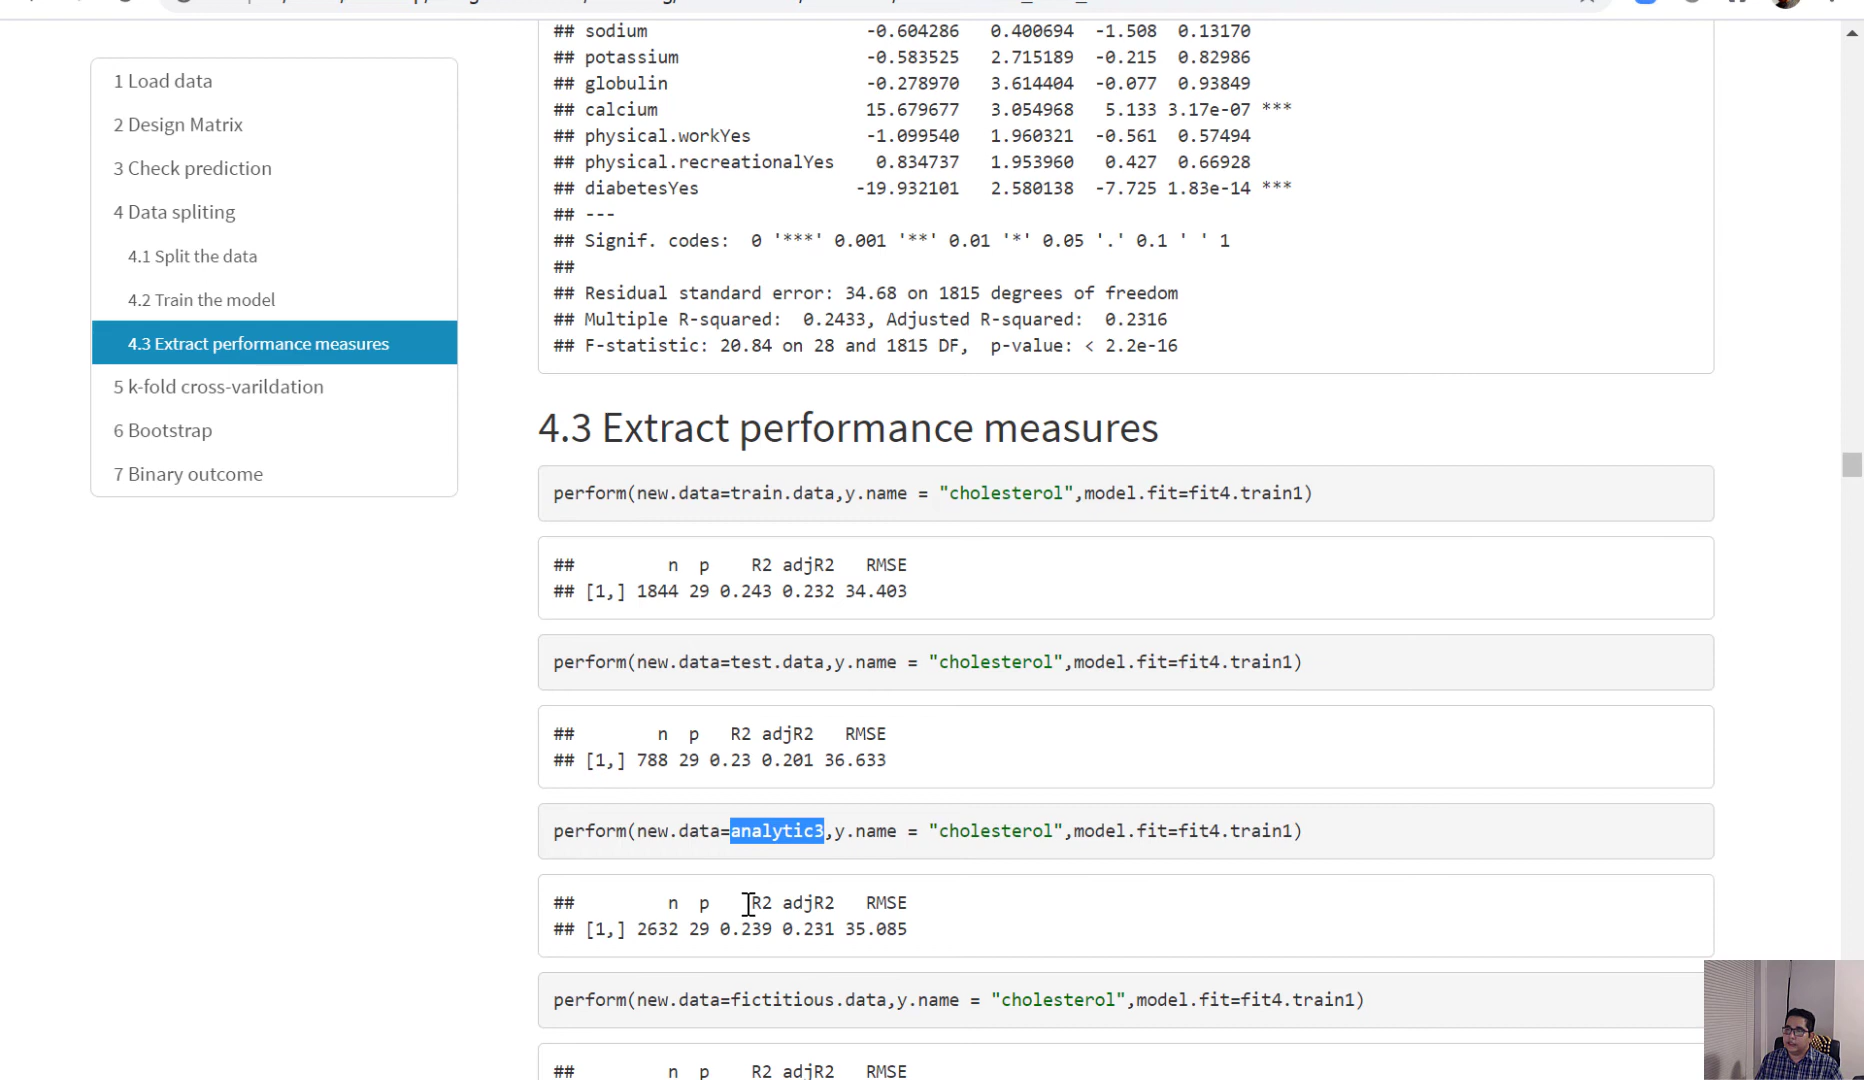 1 Load data
2 Design Matrix
3 Check prediction
4 Data spliting
4.1 Split the data
4.2 Train the model
4.3 Extract performance measures
5 k-fold cross-varildation
6 Bootstrap
7 Binary outcome
## sodium -0.604286 0.400694 -1.508 0.13170
## potassium -0.583525 2.715189 -0.215 0.82986
## globulin -0.278970 3.614404 -0.077 0.93849
## calcium 15.679677 3.054968 5.133 3.17e-07 ***
## physical.workYes -1.099540 1.960321 -0.561 0.57494
## physical.recreationalYes 0.834737 1.953960 0.427 0.66928
## diabetesYes -19.932101 2.580138 -7.725 1.83e-14 ***
## ---
## Signif. codes: 0 '***' 0.001 '**' 0.01 '*' 0.05 '.' 0.1 ' ' 1
##
## Residual standard error: 34.68 on 1815 degrees of freedom
## Multiple R-squared: 0.2433, Adjusted R-squared: 0.2316
## F-statistic: 20.84 on 28 and 1815 DF, p-value: < 2.2e-16
4.3 Extract performance measures
perform(new.data=train.data,y.name = "cholesterol",model.fit=fit4.train1)
## n p R2 adjR2 RMSE
## [1,] 1844 29 0.243 0.232 34.403
perform(new.data=test.data,y.name = "cholesterol",model.fit=fit4.train1)
## n p R2 adjR2 RMSE
## [1,] 788 29 0.23 0.201 36.633
perform(new.data=analytic3,y.name = "cholesterol",model.fit=fit4.train1)
## n p R2 adjR2 RMSE
## [1,] 2632 29 0.239 0.231 35.085
perform(new.data=fictitious.data,y.name = "cholesterol",model.fit=fit4.train1)
## n p R2 adjR2 RMSE